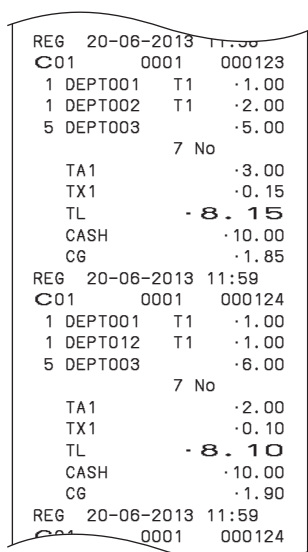 REG 20-06-2013 11:58
C01 0001 000123
1 DEPT001 T1 ·1.00
1 DEPT002 T1 ·2.00
5 DEPT003 ·5.00
7 No
TA1 ·3.00
TX1 ·0.15
TL ·8.15
CASH ·10.00
CG ·1.85
REG 20-06-2013 11:59
C01 0001 000124
1 DEPT001 T1 ·1.00
1 DEPT012 T1 ·1.00
5 DEPT003 ·6.00
7 No
TA1 ·2.00
TX1 ·0.10
TL ·8.10
CASH ·10.00
CG ·1.90
REG 20-06-2013 11:59
C01 0001 000124